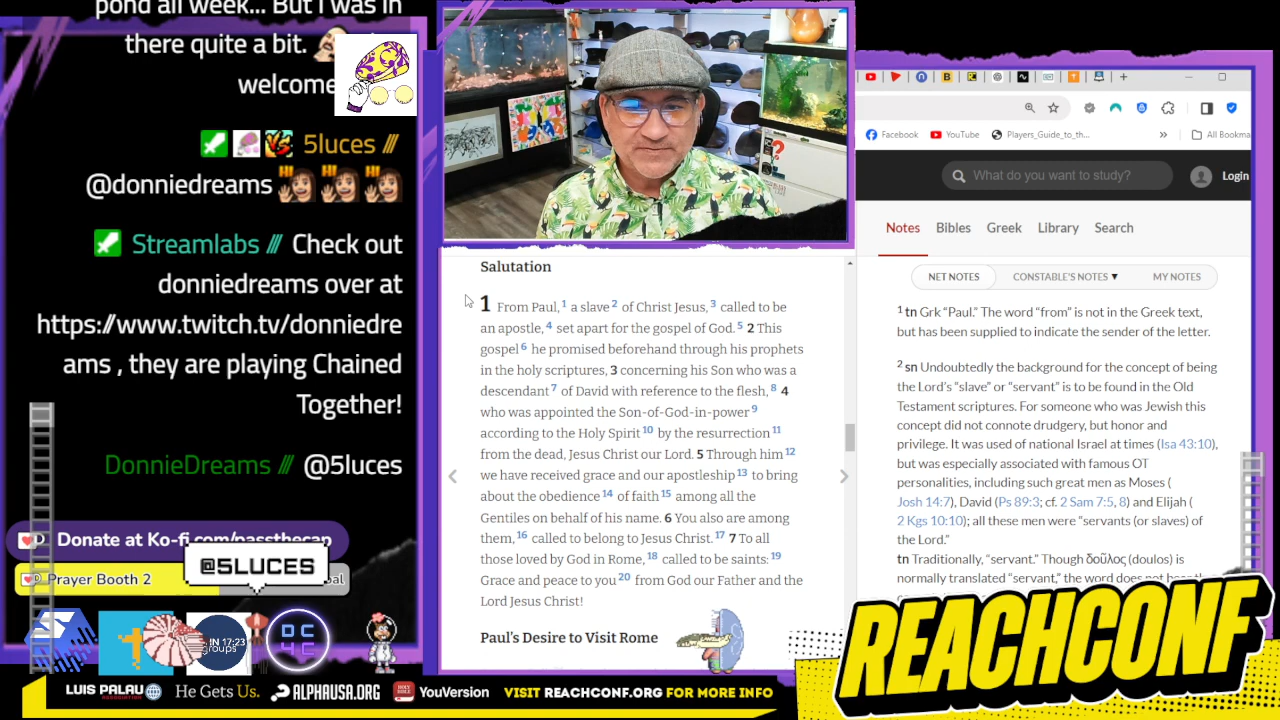 pond all week... But I was in
there quite a bit.
welcome
5luces ///
@donniedreams
Streamlabs /// Check out
donniedreams over at
https://www.twitch.tv/donniedre
ams , they are playing Chained
Together!
DonnieDreams /// @5luces
Donate at Ko-fi.com/passthecap
@5LUCES
Prayer Booth 2
IN 17:23
groups
OC
4C
Salutation
1 From Paul, 1 a slave 2 of Christ Jesus, 3 called to be
an apostle, 4 set apart for the gospel of God. 5 2 This
gospel 6 he promised beforehand through his prophets
in the holy scriptures, 3 concerning his Son who was a
descendant 7 of David with reference to the flesh, 8 4
who was appointed the Son-of-God-in-power 9
according to the Holy Spirit 10 by the resurrection 11
from the dead, Jesus Christ our Lord. 5 Through him 12
we have received grace and our apostleship 13 to bring
about the obedience 14 of faith 15 among all the
Gentiles on behalf of his name. 6 You also are among
them, 16 called to belong to Jesus Christ. 17 7 To all
those loved by God in Rome, 18 called to be saints: 19
Grace and peace to you 20 from God our Father and the
Lord Jesus Christ!
Paul's Desire to Visit Rome
Facebook
YouTube
Players_Guide_to_th...
»
All Bookma
What do you want to study?
Login
Notes Bibles Greek Library Search
NET NOTES CONSTABLE'S NOTES ▼ MY NOTES
1 tn Grk “Paul.” The word “from” is not in the Greek text,
but has been supplied to indicate the sender of the letter.
2 sn Undoubtedly the background for the concept of being
the Lord’s “slave” or “servant” is to be found in the Old
Testament scriptures. For someone who was Jewish this
concept did not connote drudgery, but honor and
privilege. It was used of national Israel at times (Isa 43:10),
but was especially associated with famous OT
personalities, including such great men as Moses (
Josh 14:7), David (Ps 89:3; cf. 2 Sam 7:5, 8) and Elijah (
2 Kgs 10:10); all these men were “servants (or slaves) of
the Lord.”
tn Traditionally, “servant.” Though δοῦλος (doulos) is
normally translated “servant,” the word does not
REACHCONF
LUIS PALAU
ASSOCIATION
He Gets Us.
ALPHAUSA.ORG
HOLY BIBLE
YouVersion
VISIT REACHCONF.ORG FOR MORE INFO